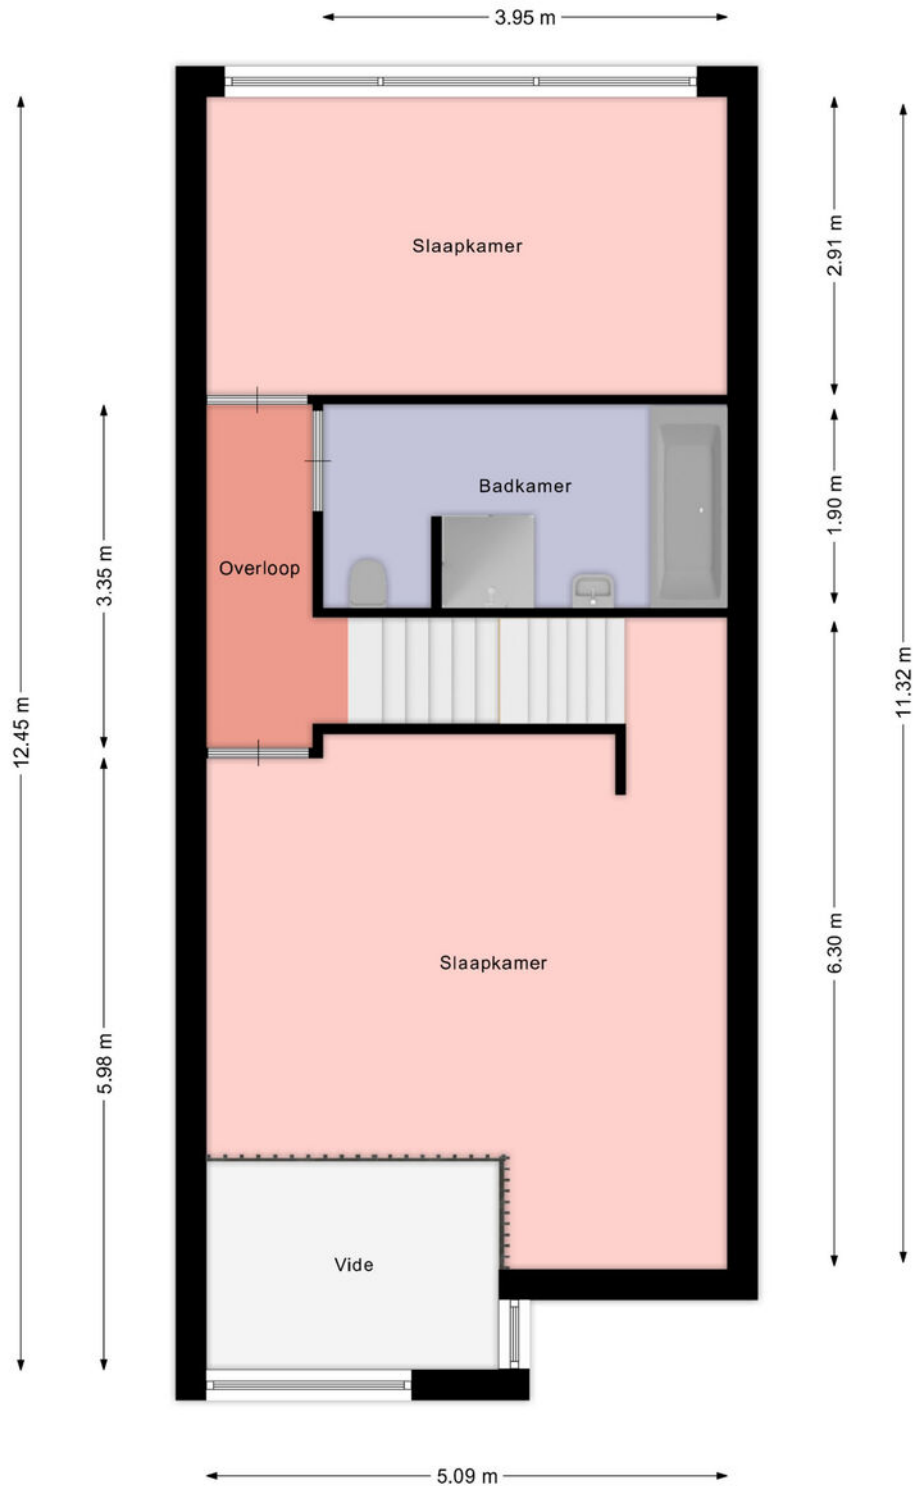 3.95 m
Slaapkamer
2.91 m
Badkamer
1.90 m
Overloop
3.35 m
11.32 m
12.45 m
6.30 m
Slaapkamer
5.98 m
Vide
5.09 m